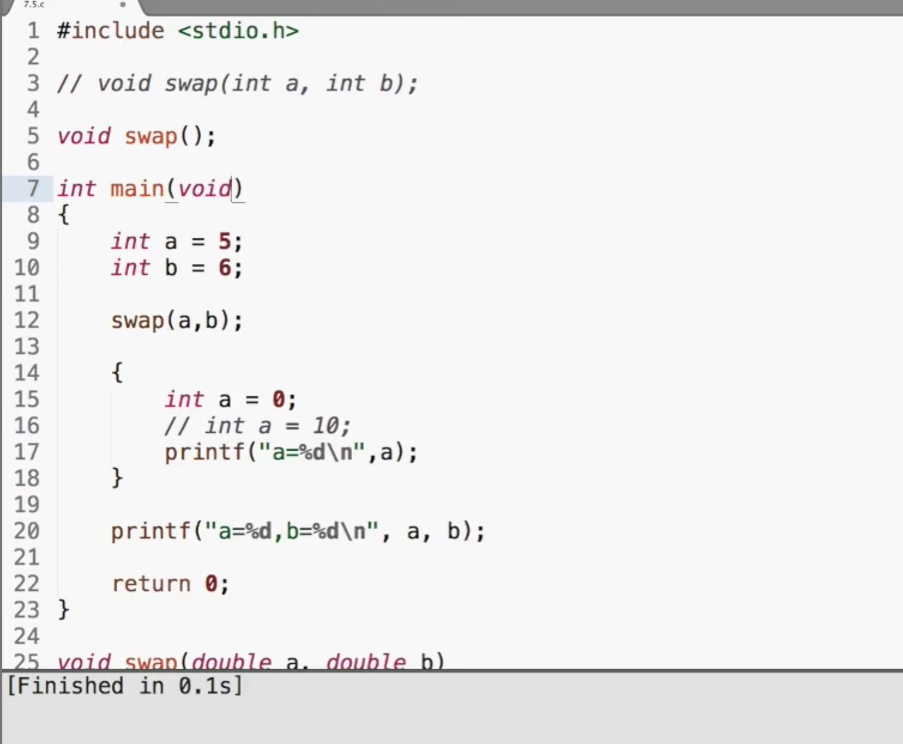 7.5.c
1 #include <stdio.h>
2
3 // void swap(int a, int b);
4
5 void swap();
6
7 int main(void)
8 {
9     int a = 5;
10     int b = 6;
11
12     swap(a,b);
13
14     {
15         int a = 0;
16         // int a = 10;
17         printf("a=%d\n",a);
18     }
19
20     printf("a=%d,b=%d\n", a, b);
21
22     return 0;
23 }
24
25 void swap(double a, double b)
[Finished in 0.1s]